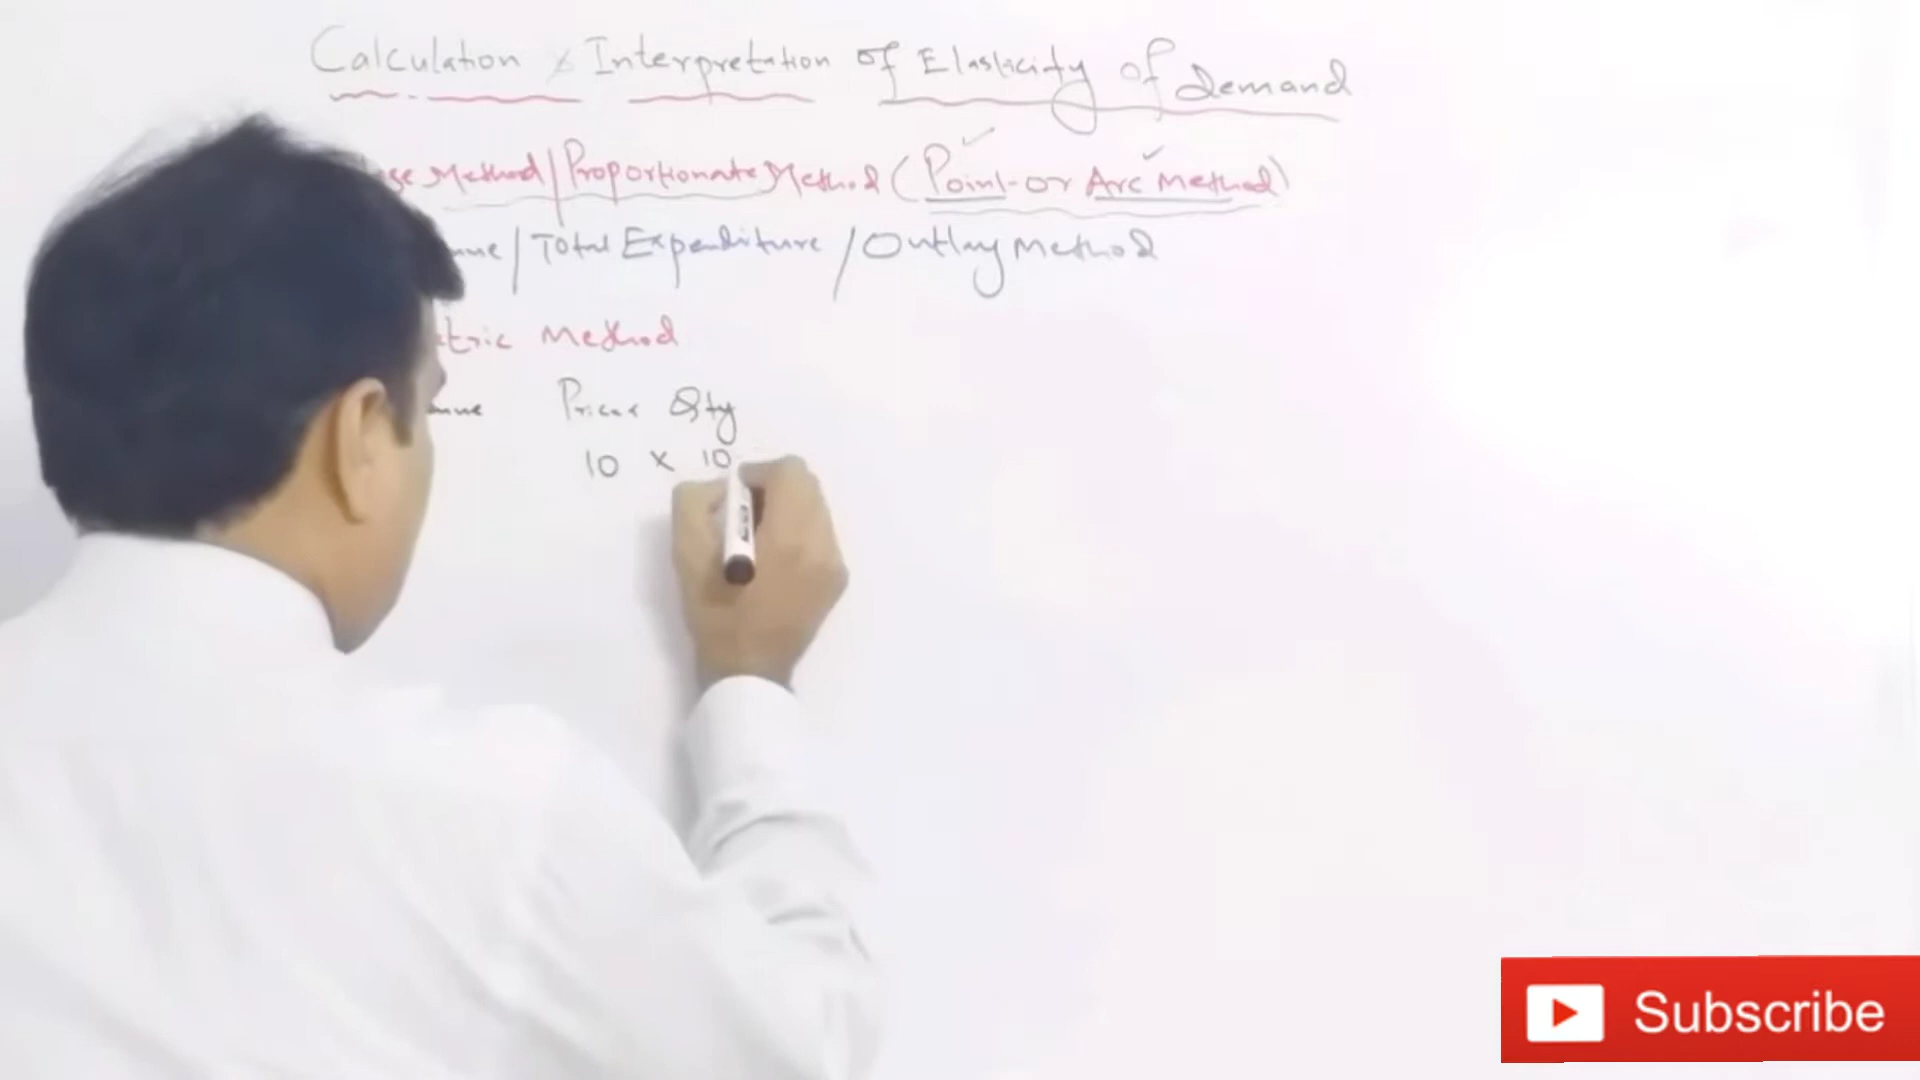 Calculation & Interpretation of Elasticity of Demand
Method/Proportionate Method (Point or Arc Method)
/Total Expenditure/Outlay Method
Method
Price x Qty
10 x 10
Subscribe